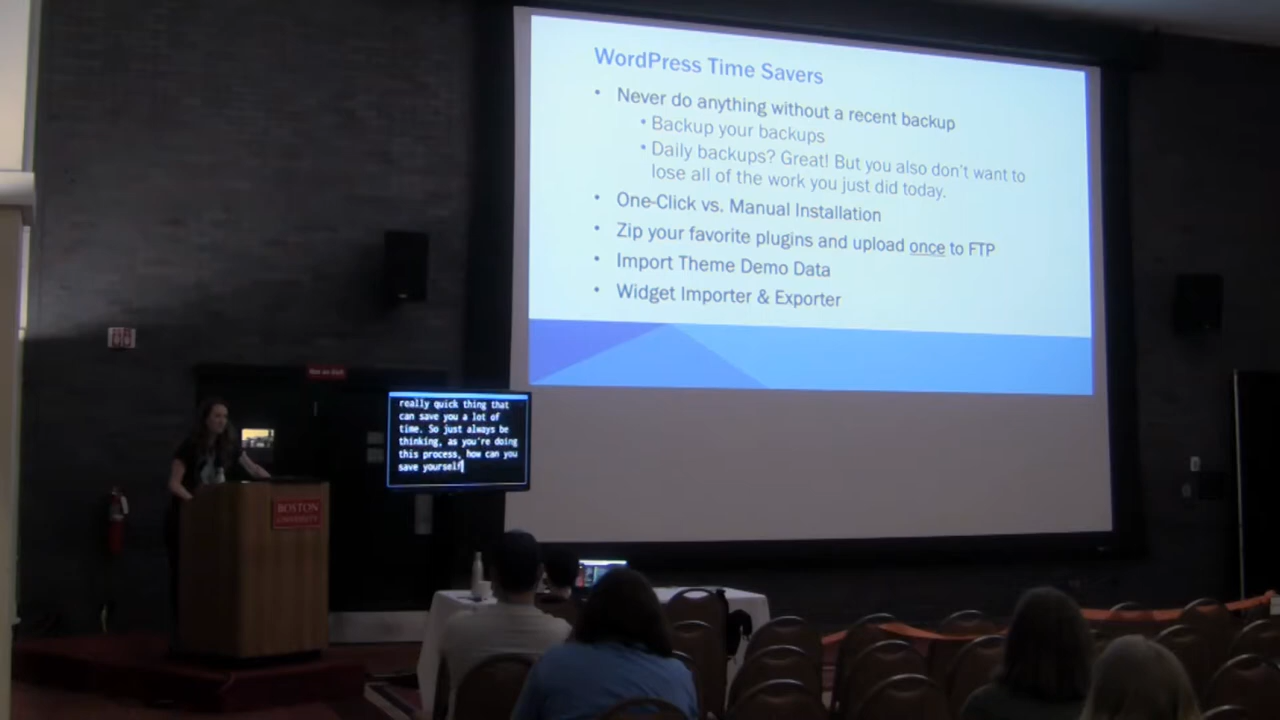 WordPress Time Savers
• Never do anything without a recent backup
• Backup your backups
• Daily backups? Great! But you also don't want to
lose all of the work you just did today.
• One-Click vs. Manual Installation
• Zip your favorite plugins and upload once to FTP
• Import Theme Demo Data
• Widget Importer & Exporter
Not an Exit
really quick thing that
can save you a lot of
time. So just always be
thinking, as you're doing
this process, how can you
save yourself
BOSTON
UNIVERSITY